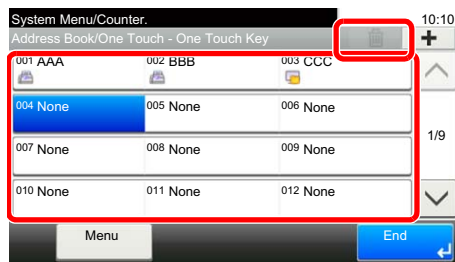 System Menu/Counter. 10:10
Address Book/One Touch - One Touch Key
001 AAA 002 BBB 003 CCC
004 None 005 None 006 None
1/9
007 None 008 None 009 None
010 None 011 None 012 None
Menu End